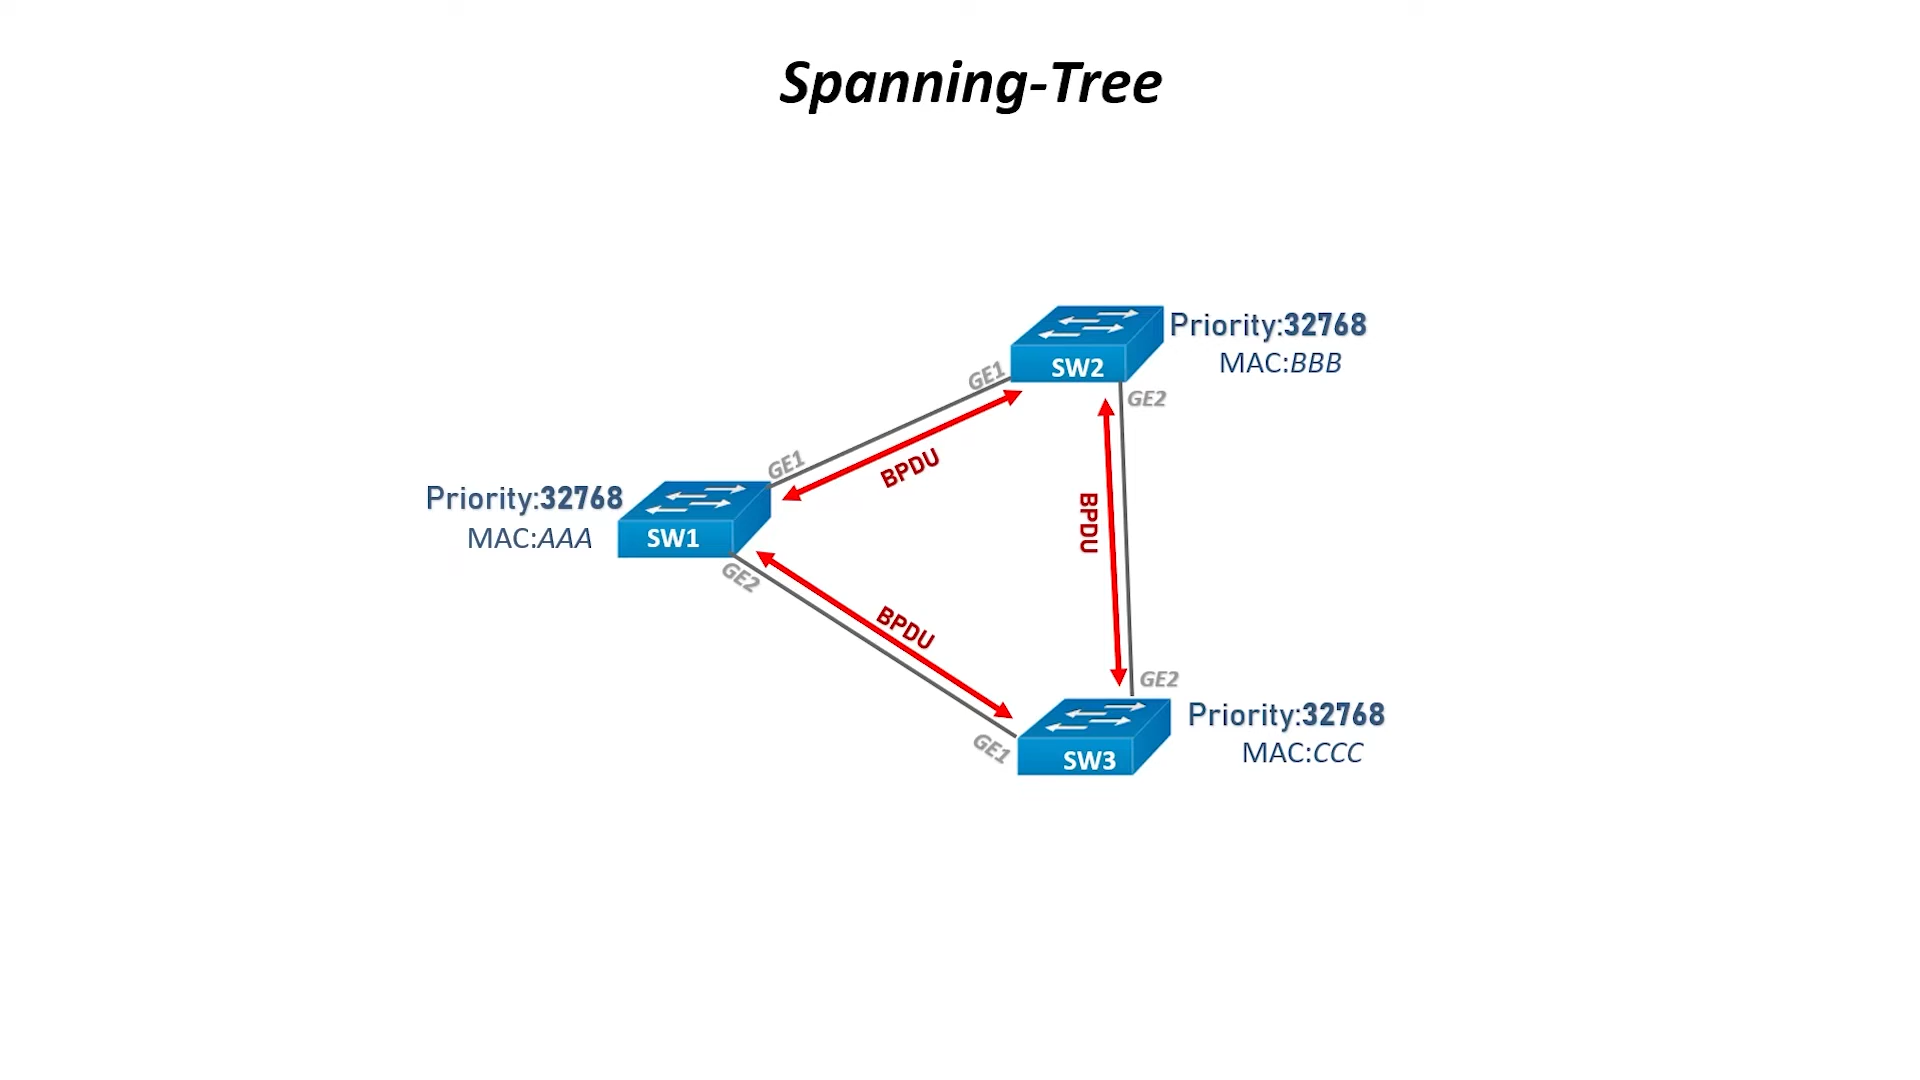 Spanning-Tree
SW2
Priority:32768
MAC:BBB
GE1
GE2
GE1
BPDU
Priority:32768
MAC:AAA
SW1
BPDU
GE2
BPDU
GE2
GE1
SW3
Priority:32768
MAC:CCC